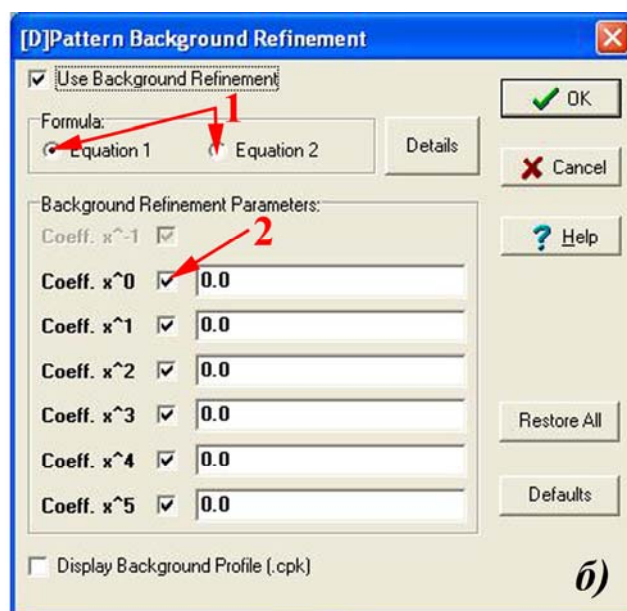 [D]Pattern Background Refinement
Use Background Refinement
OK
Formula:
1
Equation 1
Equation 2
Details
Cancel
Background Refinement Parameters:
Help
Coeff. x^-1
2
Coeff. x^0 0.0
Coeff. x^1 0.0
Coeff. x^2 0.0
Coeff. x^3 0.0
Restore All
Coeff. x^4 0.0
Coeff. x^5 0.0
Defaults
Display Background Profile (.cpk)
б)